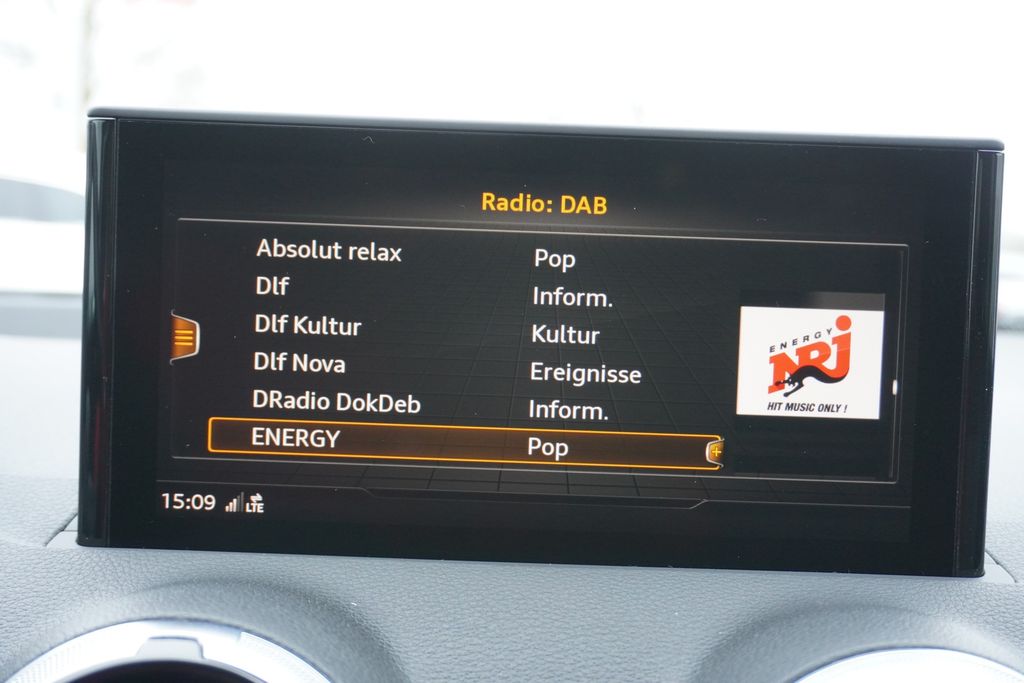 Radio: DAB
Absolut relax Pop
Dlf Inform.
Dlf Kultur Kultur
Dlf Nova Ereignisse
DRadio DokDeb Inform.
ENERGY Pop
ENERGY
NRJ
HIT MUSIC ONLY !
15:09 LTE